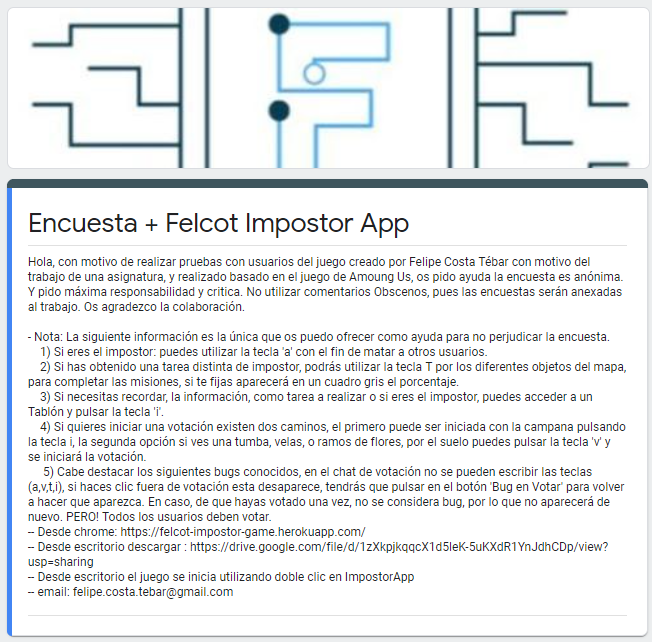 Encuesta + Felcot Impostor App
Hola, con motivo de realizar pruebas con usuarios del juego creado por Felipe Costa Tébar con motivo del
trabajo de una asignatura, y realizado basado en el juego de Amoung Us, os pido ayuda la encuesta es anónima.
Y pido máxima responsabilidad y critica. No utilizar comentarios Obscenos, pues las encuestas serán anexadas
al trabajo. Os agradezco la colaboración.
- Nota: La siguiente información es la única que os puedo ofrecer como ayuda para no perjudicar la encuesta.
1) Si eres el impostor: puedes utilizar la tecla 'a' con el fin de matar a otros usuarios.
2) Si has obtenido una tarea distinta de impostor, podrás utilizar la tecla T por los diferentes objetos del mapa,
para completar las misiones, si te fijas aparecerá en un cuadro gris el porcentaje.
3) Si necesitas recordar, la información, como tarea a realizar o si eres el impostor, puedes acceder a un
Tablón y pulsar la tecla 'i'.
4) Si quieres iniciar una votación existen dos caminos, el primero puede ser iniciada con la campana pulsando
la tecla i, la segunda opción si ves una tumba, velas, o ramos de flores, por el suelo puedes pulsar la tecla 'v' y
se iniciará la votación.
5) Cabe destacar los siguientes bugs conocidos, en el chat de votación no se pueden escribir las teclas
(a,v,t,i), si haces clic fuera de votación esta desaparece, tendrás que pulsar en el botón 'Bug en Votar' para volver
a hacer que aparezca. En caso, de que hayas votado una vez, no se considera bug, por lo que no aparecerá de
nuevo. PERO! Todos los usuarios deben votar.
-- Desde chrome: https://felcot-impostor-game.herokuapp.com/
-- Desde escritorio descargar : https://drive.google.com/file/d/1zXkpjkqqcX1d5leK-5uKXdR1YnJdhCDp/view?
usp=sharing
-- Desde escritorio el juego se inicia utilizando doble clic en ImpostorApp
-- email: felipe.costa.tebar@gmail.com